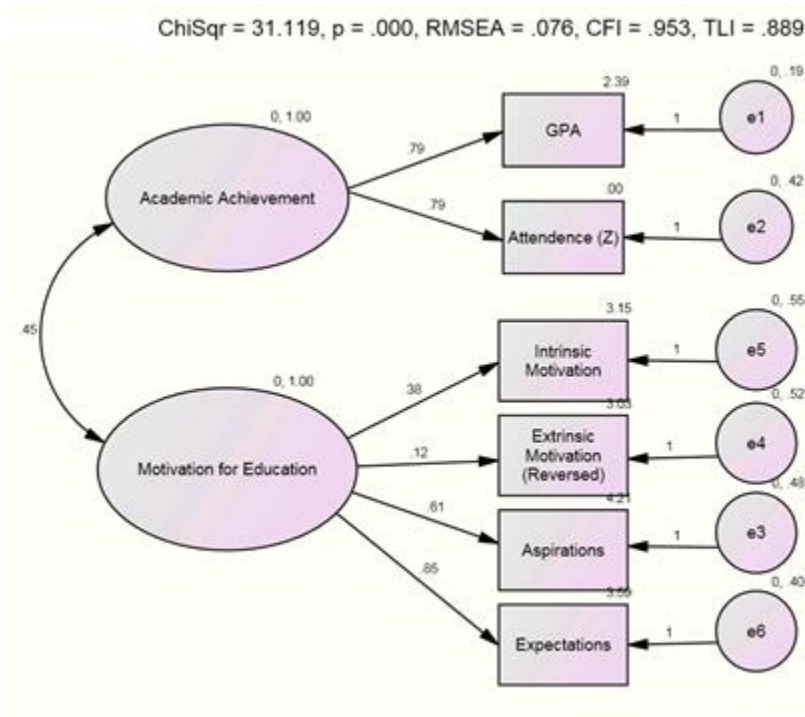 ChiSqr = 31.119, p = .000, RMSEA = .076, CFI = .953, TLI = .889
0, 1.00
Academic Achievement
.79
.79
2.39
GPA
1
0, .19
e1
.00
Attendence (Z)
1
0, .42
e2
.45
0, 1.00
Motivation for Education
.38
.12
.61
.85
3.15
Intrinsic
Motivation
1
0, .55
e5
Extrinsic
Motivation
(Reversed)
1
0, .52
e4
4.21
Aspirations
1
0, .48
e3
Expectations
1
0, .40
e6